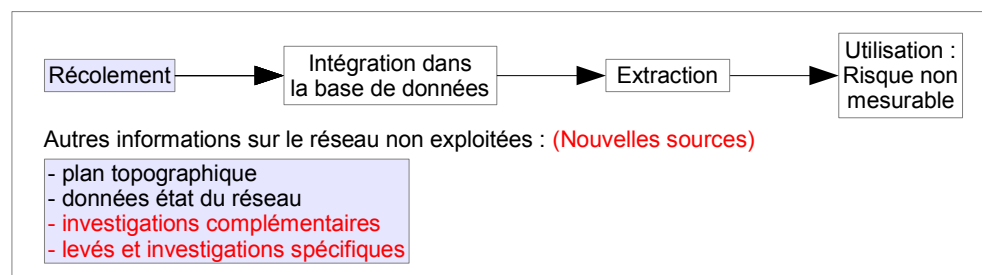 Récolement
Intégration dans
la base de données
Extraction
Utilisation :
Risque non
mesurable
Autres informations sur le réseau non exploitées : (Nouvelles sources)
- plan topographique
- données état du réseau
- investigations complémentaires
- levés et investigations spécifiques